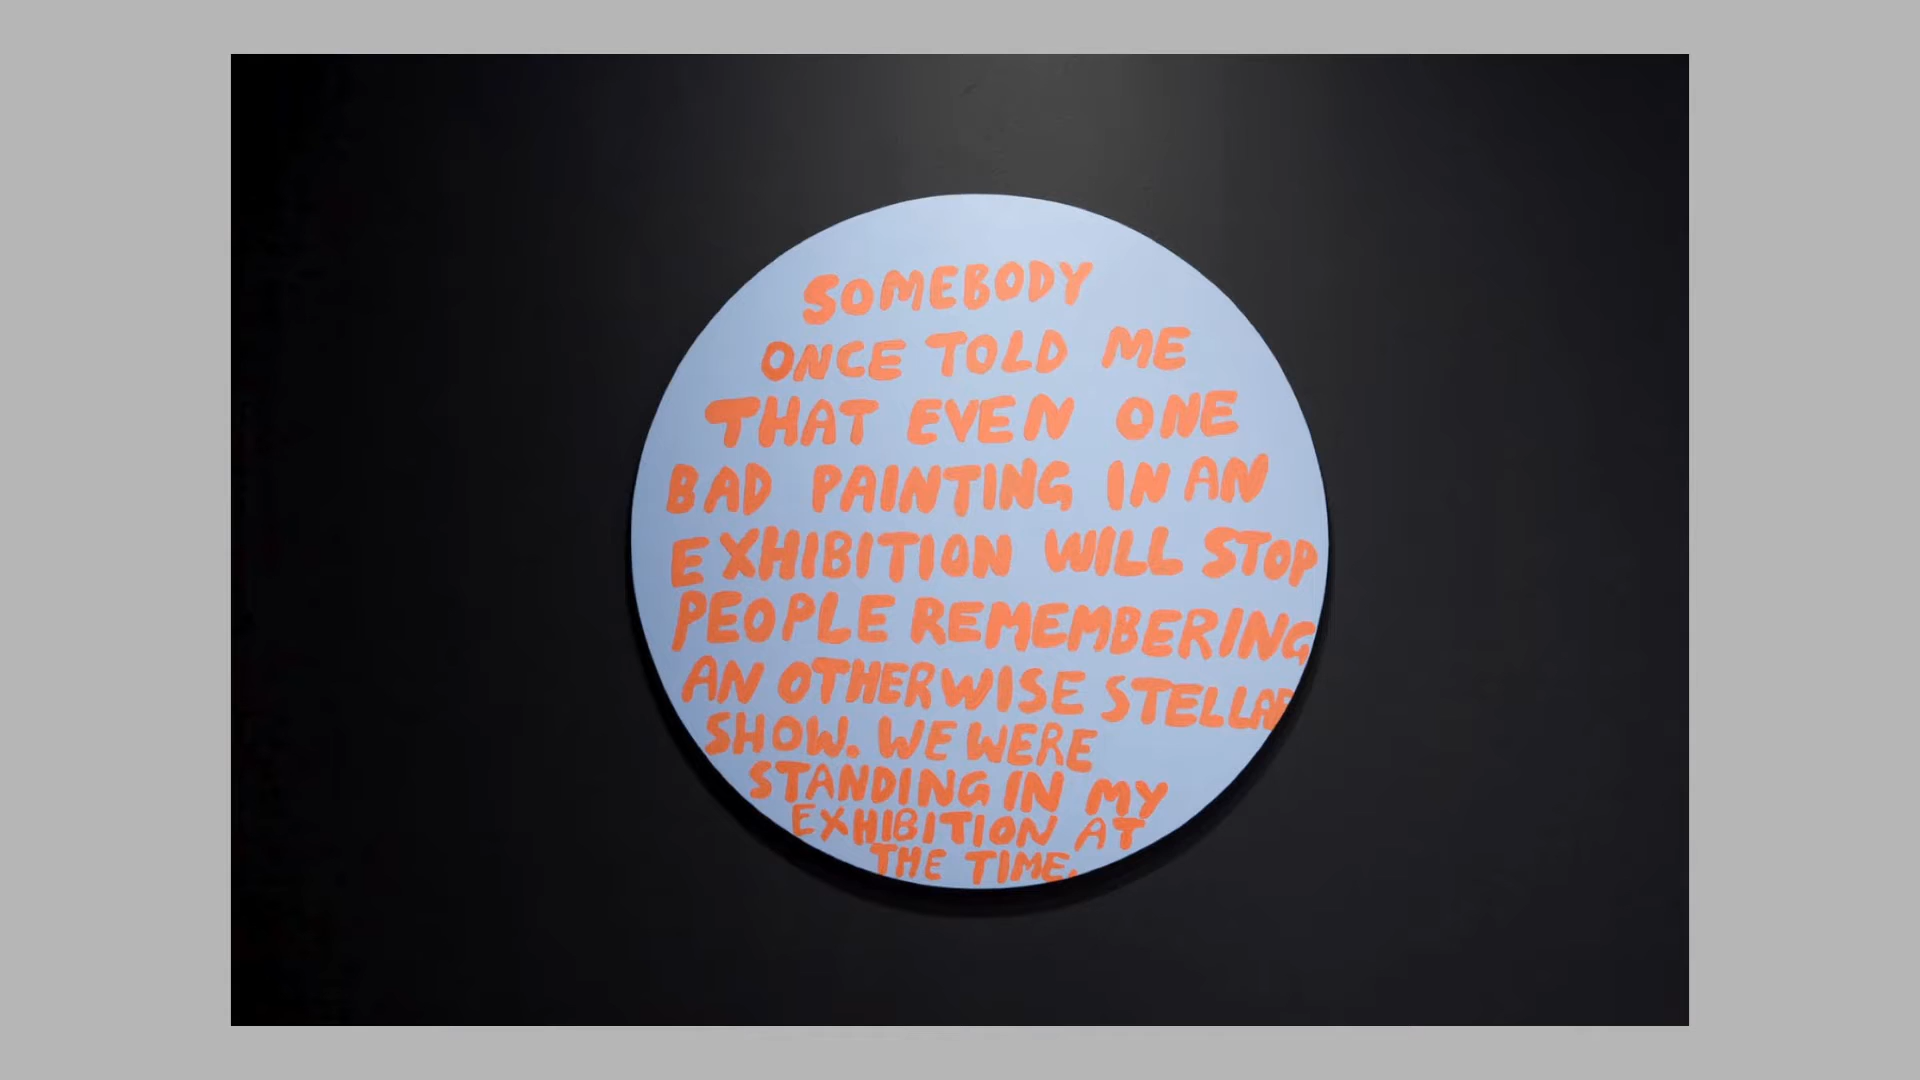 SOMEBODY
ONCE TOLD ME
THAT EVEN ONE
BAD PAINTING IN AN
EXHIBITION WILL STOP
PEOPLE REMEMBERING
AN OTHERWISE STELLAR
SHOW. WE WERE
STANDING IN MY
EXHIBITION AT
THE TIME.